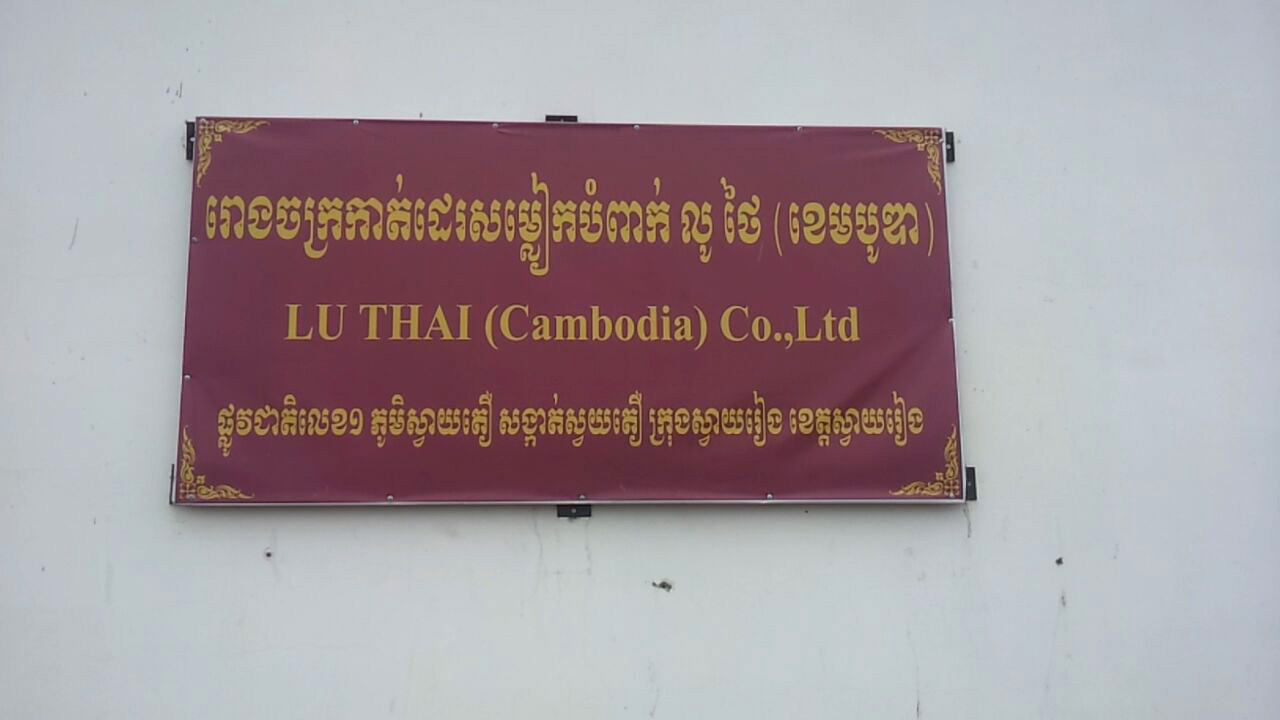 រោងចក្រកាត់ដេរសម្លៀកបំពាក់ លូ ថៃ (ខេមបូឌា)
LU THAI (Cambodia) Co.,Ltd
ផ្លូវជាតិលេខ១ ភូមិស្វាយតឿ សង្កាត់ស្វយតឿ ក្រុងស្វាយរៀង ខេត្តស្វាយរៀង